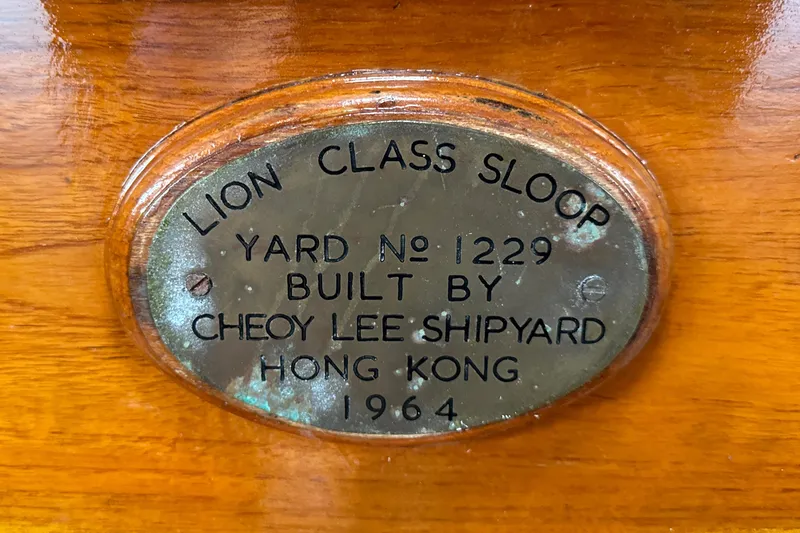 LION CLASS SLOOP
YARD Nº 1229
BUILT BY
CHEOY LEE SHIPYARD
HONG KONG
1964